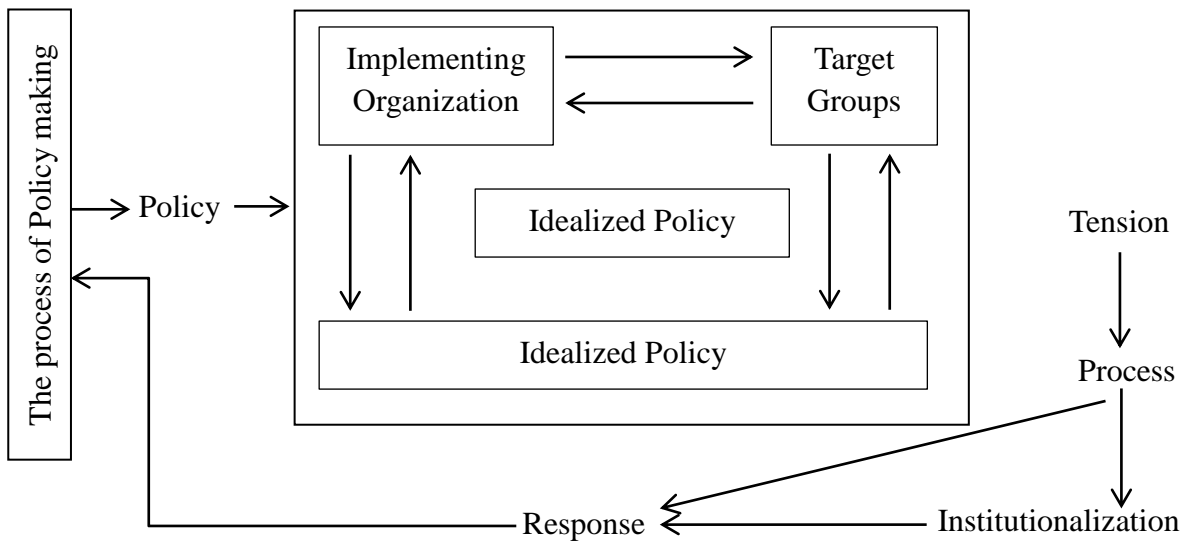 The process of Policy making
Implementing
Organization
Target
Groups
Policy
Idealized Policy
Tension
Idealized Policy
Process
Response
Institutionalization